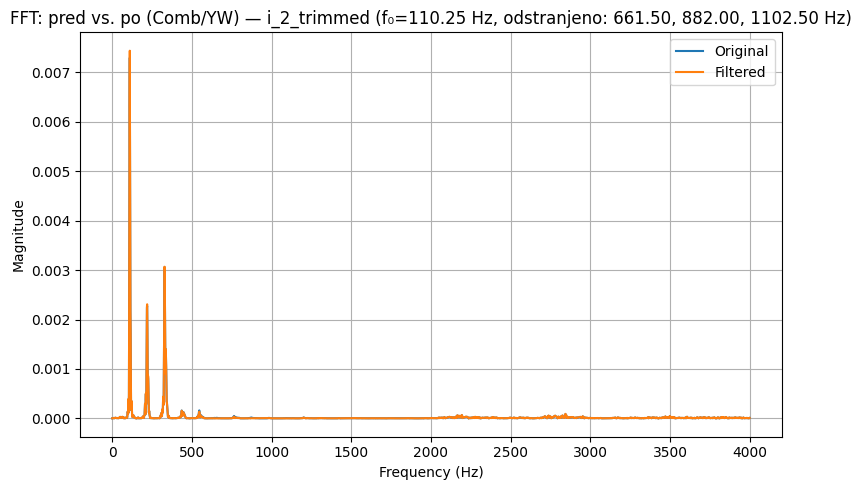 FFT: pred vs. po (Comb/YW) — i_2_trimmed (f₀=110.25 Hz, odstranjeno: 661.50, 882.00, 1102.50 Hz)
Original
Filtered
Magnitude
0.007
0.006
0.005
0.004
0.003
0.002
0.001
0.000
0 500 1000 1500 2000 2500 3000 3500 4000
Frequency (Hz)